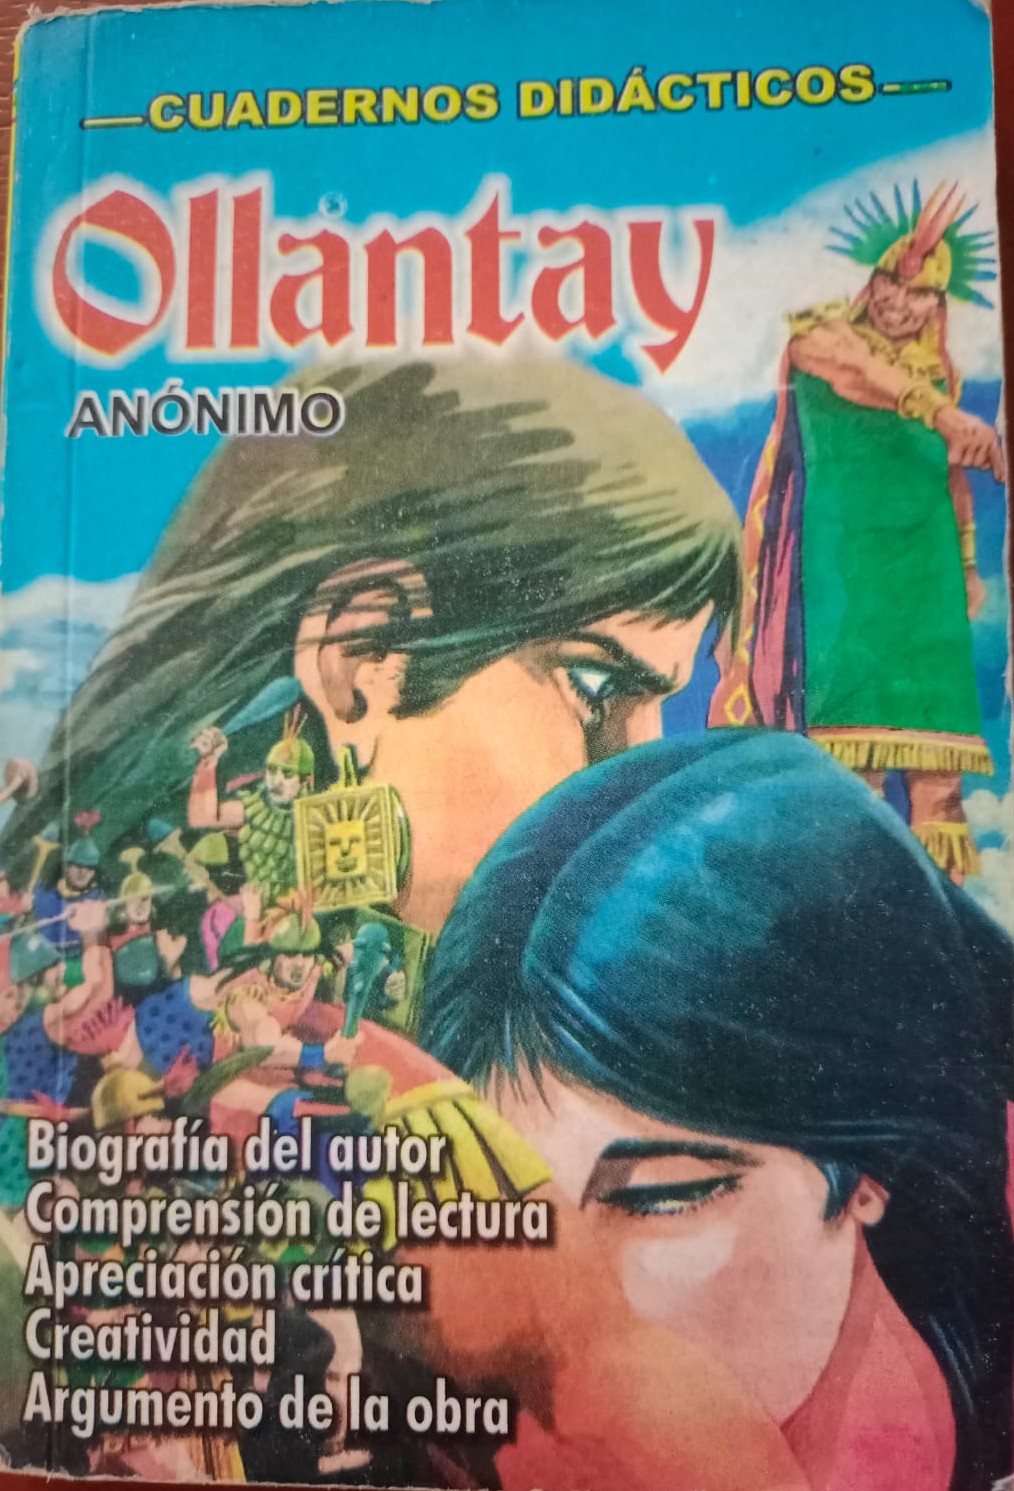 CUADERNOS DIDÁCTICOS
Ollantay
ANÓNIMO
Biografía del autor
Comprensión de lectura
Apreciación crítica
Creatividad
Argumento de la obra